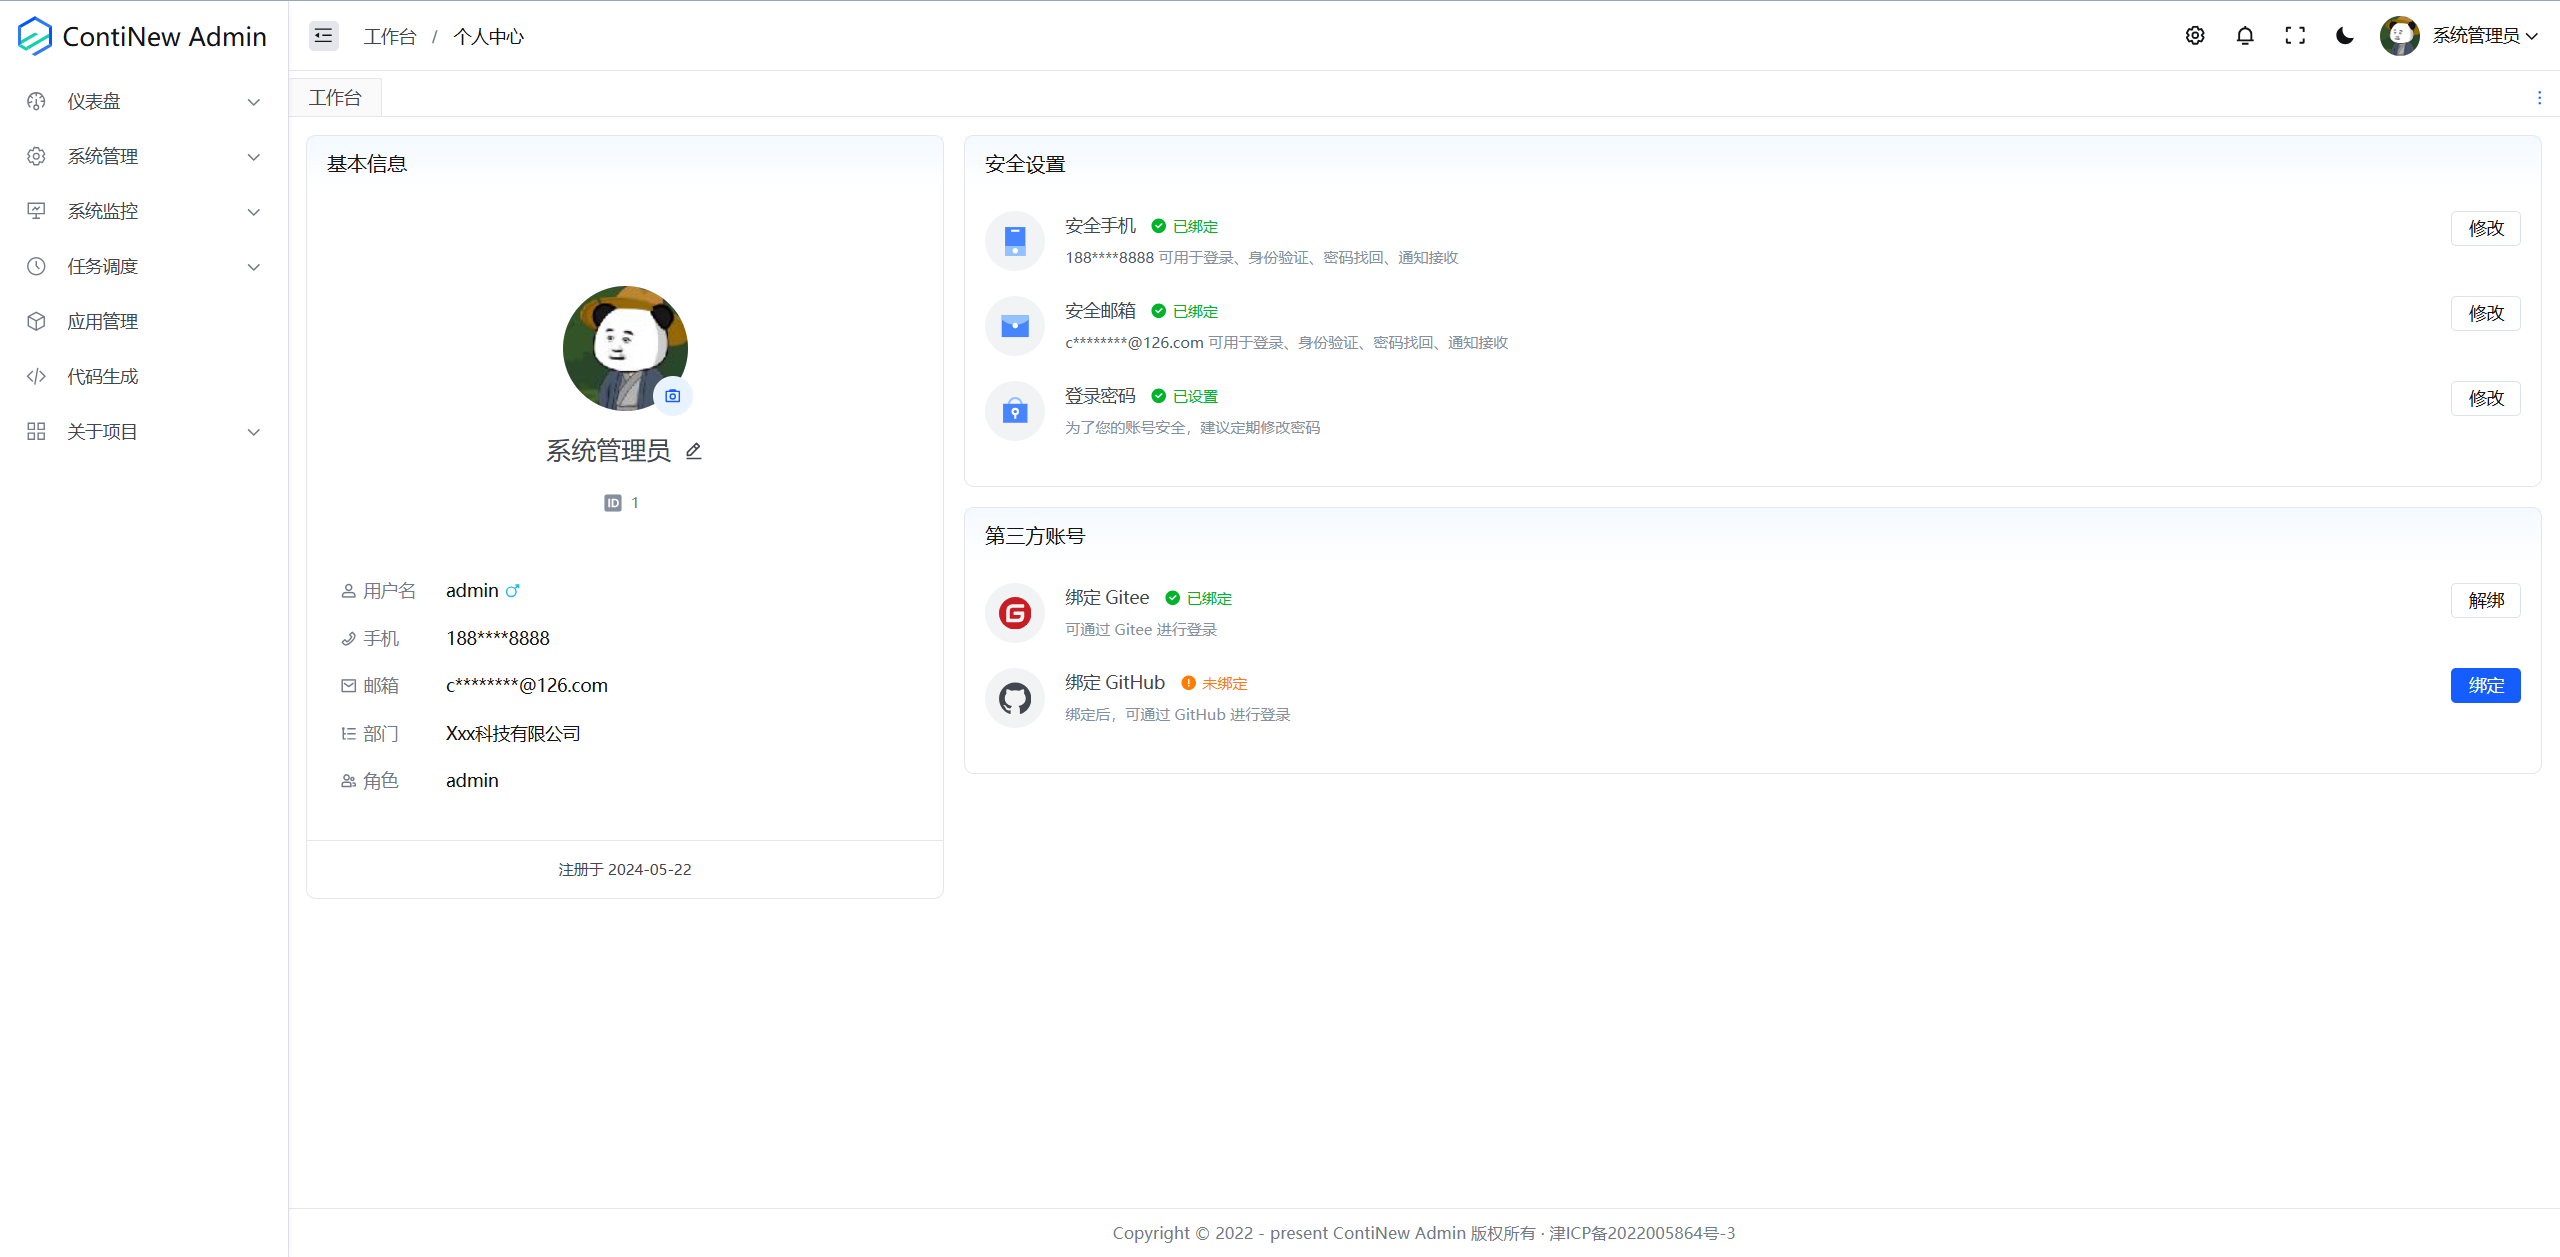 ContiNew Admin
仪表盘
系统管理
系统监控
任务调度
应用管理
代码生成
关于项目
工作台 / 个人中心
系统管理员
工作台
基本信息
系统管理员
ID 1
用户名 admin
手机 188****8888
邮箱 c********@126.com
部门 Xxx科技有限公司
角色 admin
注册于 2024-05-22
安全设置
安全手机 已绑定
188****8888 可用于登录、身份验证、密码找回、通知接收
修改
安全邮箱 已绑定
c********@126.com 可用于登录、身份验证、密码找回、通知接收
修改
登录密码 已设置
为了您的账号安全，建议定期修改密码
修改
第三方账号
绑定 Gitee 已绑定
可通过 Gitee 进行登录
解绑
绑定 GitHub 未绑定
绑定后，可通过 GitHub 进行登录
绑定
Copyright © 2022 - present ContiNew Admin 版权所有 · 津ICP备2022005864号-3